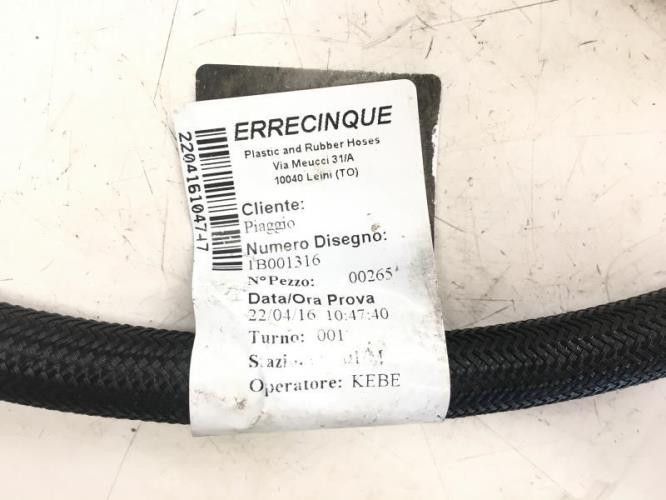 ERRECINQUE
Plastic and Rubber Hoses
Via Meucci 31/A
10040 Leini (TO)
Cliente:
Piaggio
Numero Disegno:
1B001316
N°Pezzo: 00265
Data/Ora Prova
22/04/16 10:47:40
Turno: 001
Operatore: KEBE
220416104747